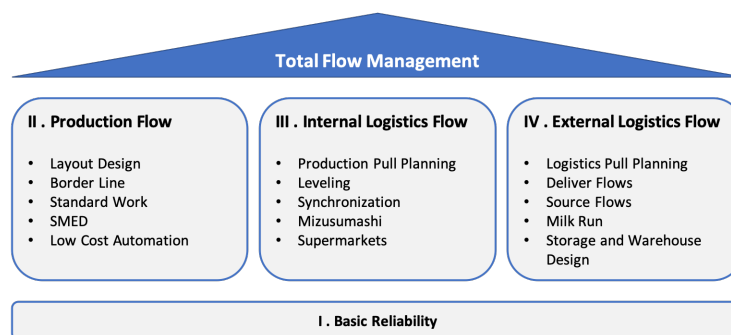 Total Flow Management
II . Production Flow
• Layout Design
• Border Line
• Standard Work
• SMED
• Low Cost Automation
III . Internal Logistics Flow
• Production Pull Planning
• Leveling
• Synchronization
• Mizusumashi
• Supermarkets
IV . External Logistics Flow
• Logistics Pull Planning
• Deliver Flows
• Source Flows
• Milk Run
• Storage and Warehouse
Design
I . Basic Reliability